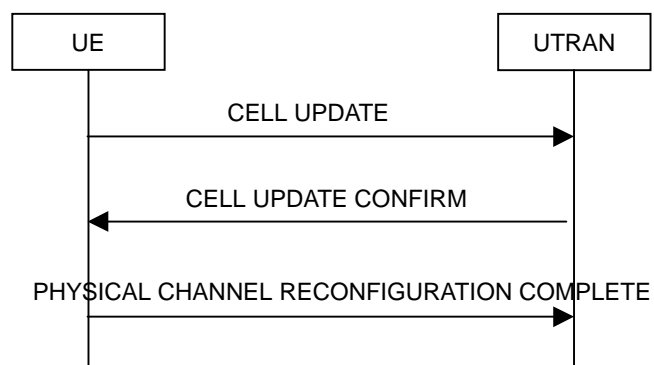 UE
UTRAN
CELL UPDATE
CELL UPDATE CONFIRM
PHYSICAL CHANNEL RECONFIGURATION COMPLETE